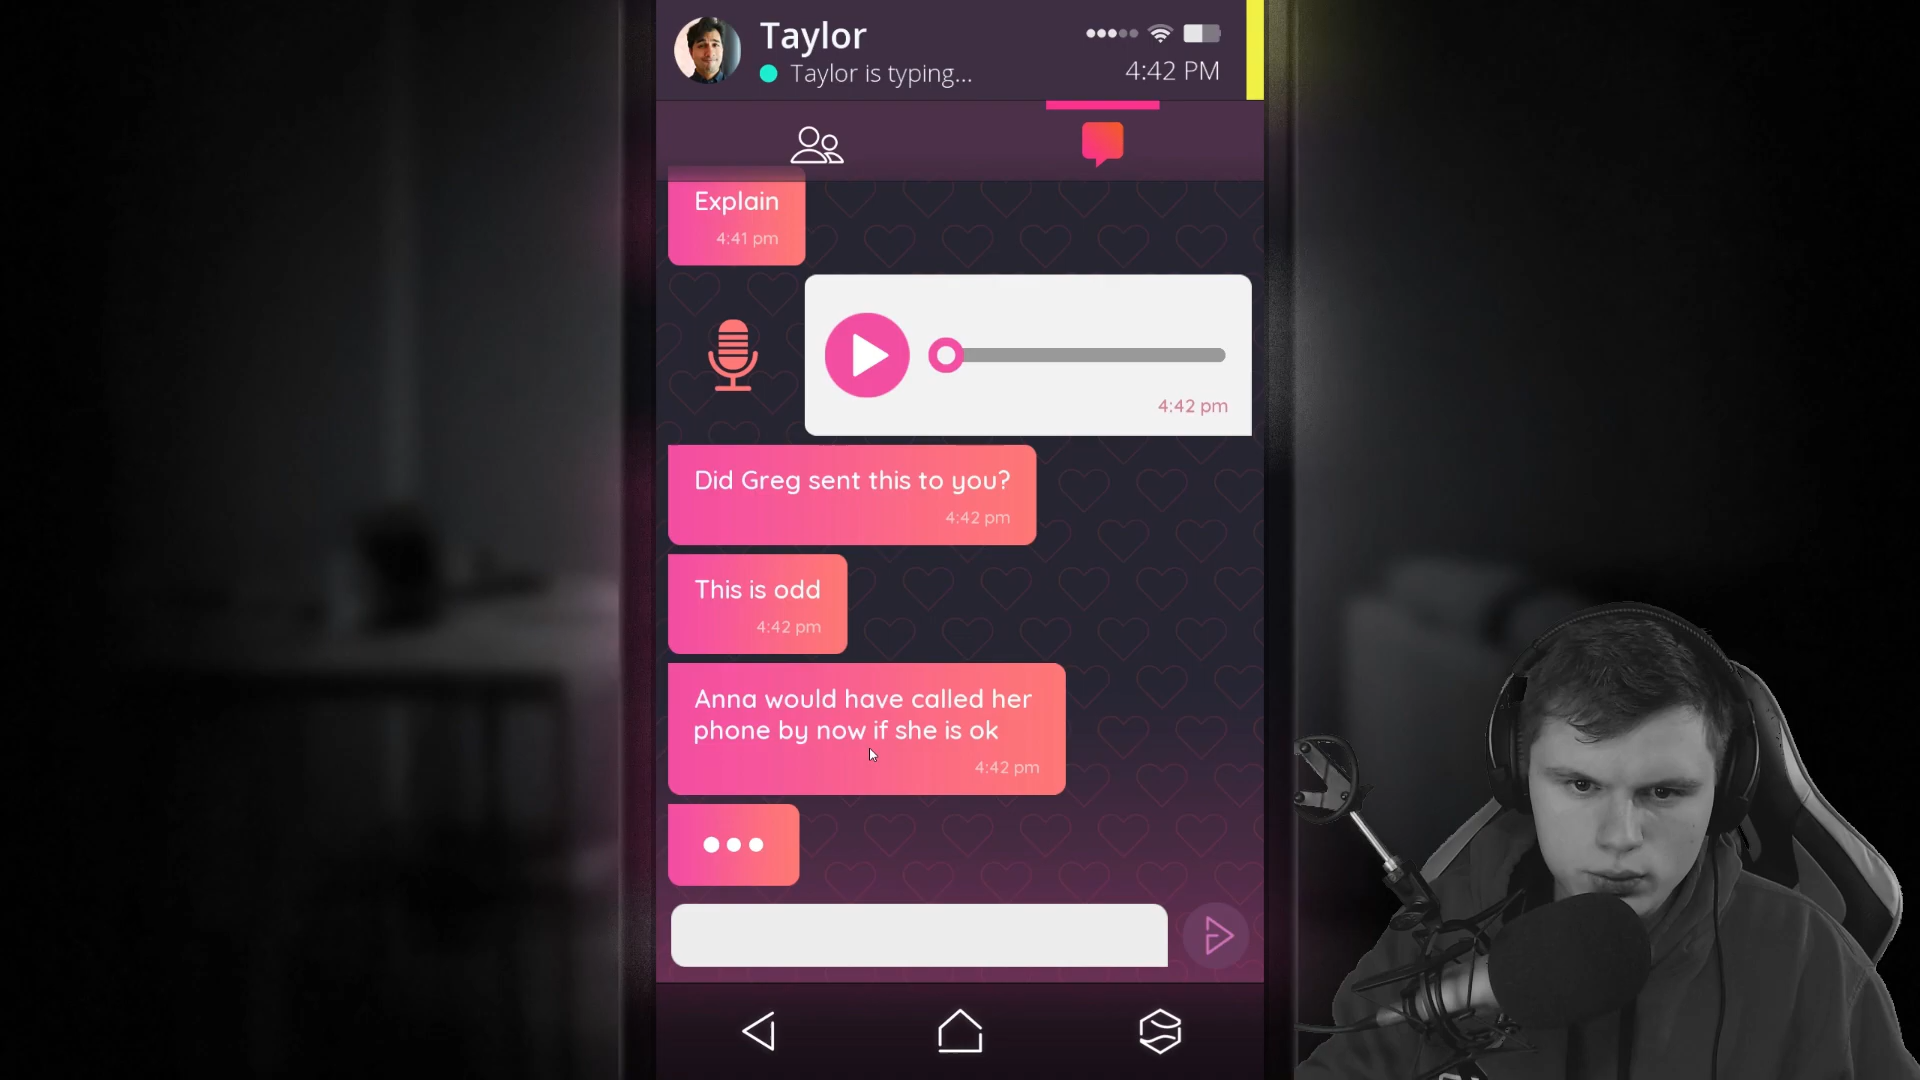 Taylor
Taylor is typing...
4:42 PM
Explain
4:41 pm
4:42 pm
Did Greg sent this to you?
4:42 pm
This is odd
4:42 pm
Anna would have called her
phone by now if she is ok
4:42 pm